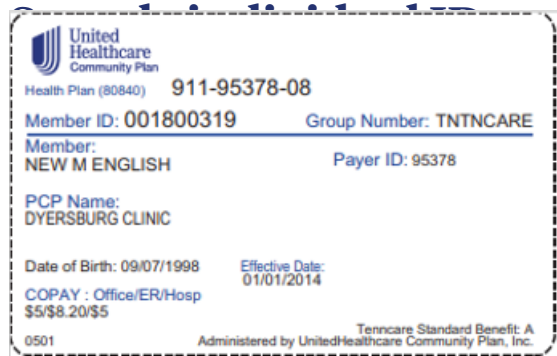 United
Healthcare
Community Plan
Health Plan (80840) 911-95378-08
Member ID: 001800319 Group Number: TNTNCARE
Member:
NEW M ENGLISH
Payer ID: 95378
PCP Name:
DYERSBURG CLINIC
Date of Birth: 09/07/1998
Effective Date:
01/01/2014
COPAY : Office/ER/Hosp
$5/$8.20/$5
Tenncare Standard Benefit: A
0501 Administered by UnitedHealthcare Community Plan, Inc.